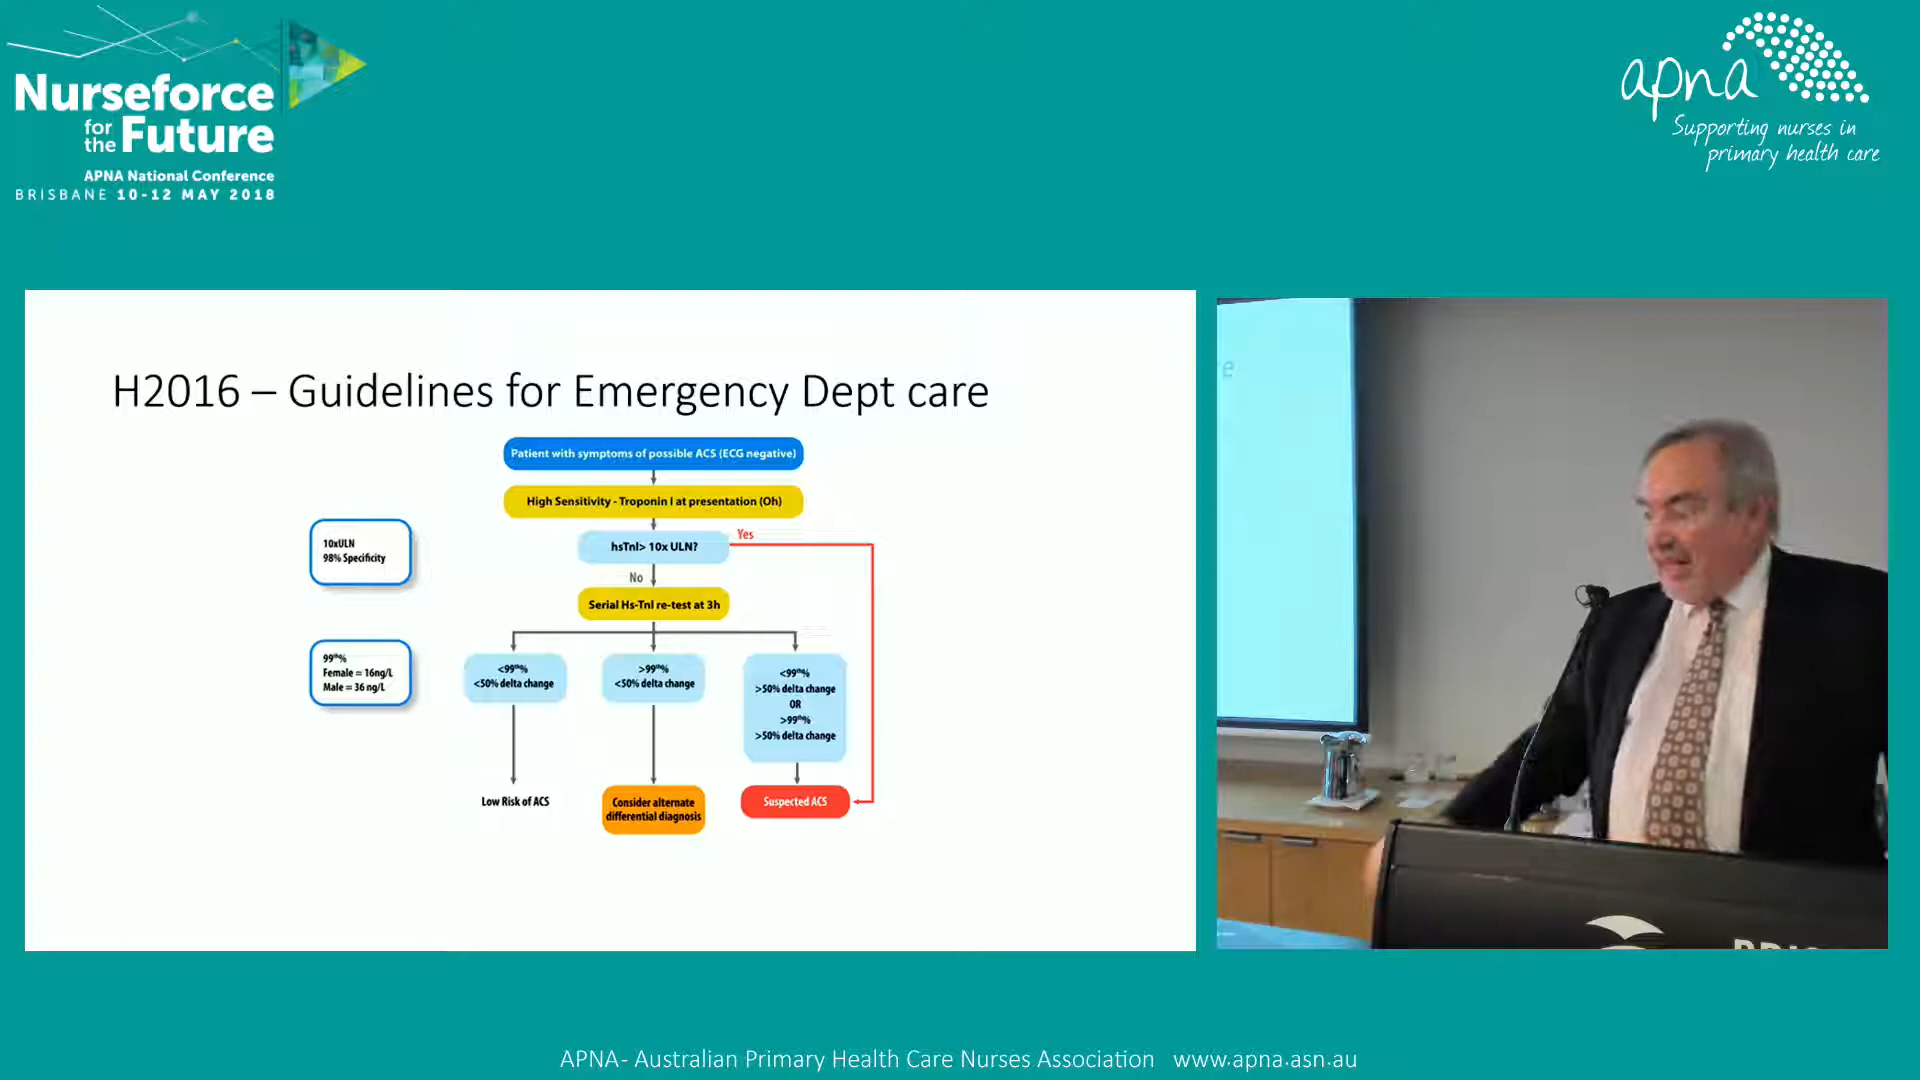 Nurseforce
for the Future
APNA National Conference
BRISBANE 10-12 MAY 2018
apna
Supporting nurses in
primary health care
H2016 – Guidelines for Emergency Dept care
Patient with symptoms of possible ACS (ECG negative)
High Sensitivity - Troponin I at presentation (0h)
10xULN
98% Specificity
hsTnI> 10x ULN?
Yes
No
Serial Hs-TnI re-test at 3h
99th%
Female = 16ng/L
Male = 36 ng/L
<99th%
<50% delta change
>99th%
<50% delta change
<99th%
>50% delta change
OR
>99th%
>50% delta change
Low Risk of ACS
Consider alternate
differential diagnosis
Suspected ACS
APNA- Australian Primary Health Care Nurses Association www.apna.asn.au